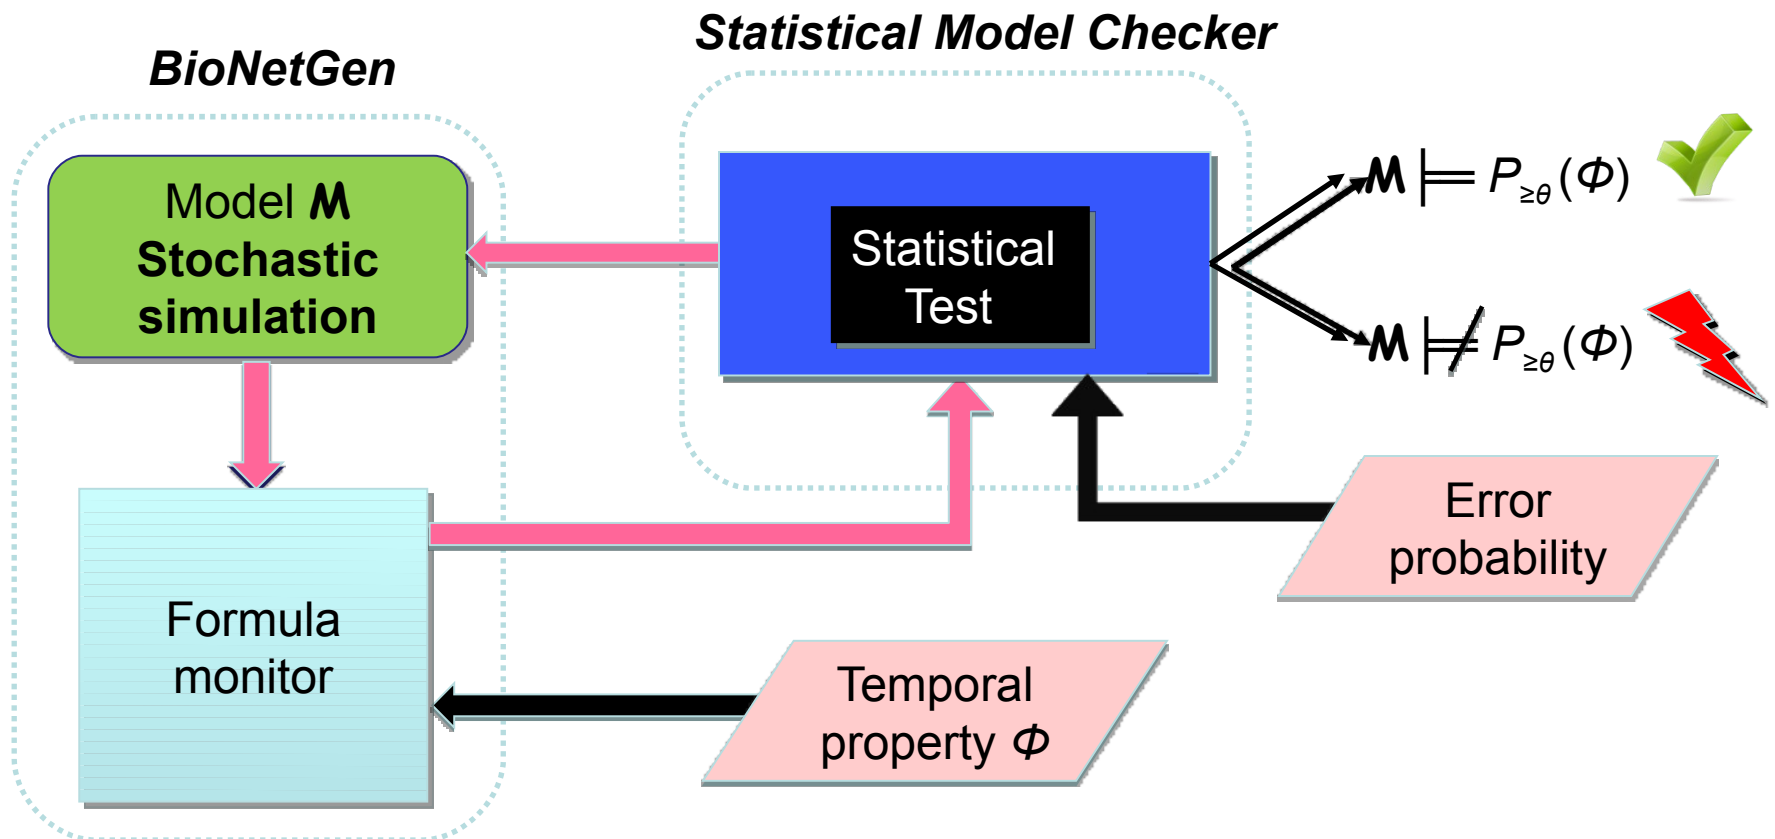 Statistical Model Checker
BioNetGen
Model M
Stochastic
simulation
Statistical
Test
M ⊨ P≥θ(Φ)
M ⊭ P≥θ(Φ)
Error
probability
Formula
monitor
Temporal
property Φ